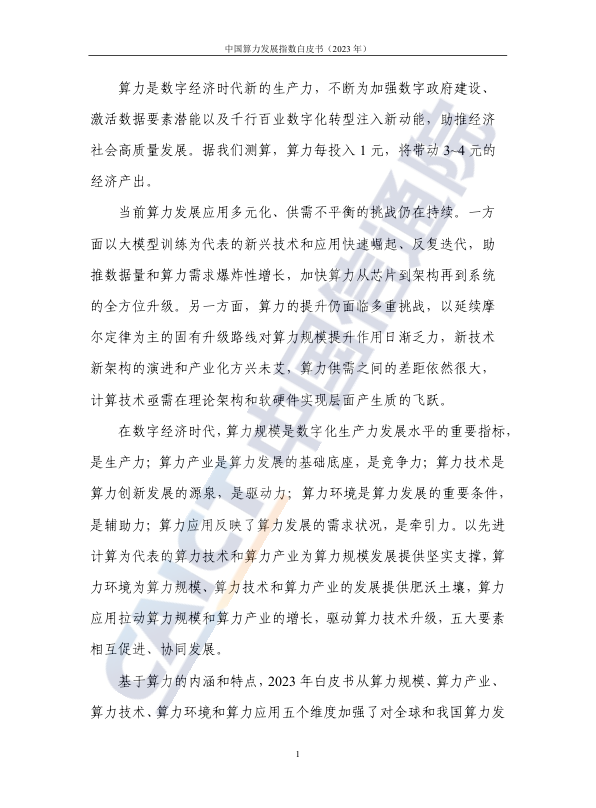 中国算力发展指数白皮书（2023 年）
算力是数字经济时代新的生产力，不断为加强数字政府建设、
激活数据要素潜能以及千行百业数字化转型注入新动能，助推经济
社会高质量发展。据我们测算，算力每投入 1 元，将带动 3~4 元的
经济产出。
当前算力发展应用多元化、供需不平衡的挑战仍在持续。一方
面以大模型训练为代表的新兴技术和应用快速崛起、反复迭代，助
推数据量和算力需求爆炸性增长，加快算力从芯片到架构再到系统
的全方位升级。另一方面，算力的提升仍面临多重挑战，以延续摩
尔定律为主的固有升级路线对算力规模提升作用日渐乏力，新技术
新架构的演进和产业化方兴未艾，算力供需之间的差距依然很大，
计算技术亟需在理论架构和软硬件实现层面产生质的飞跃。
在数字经济时代，算力规模是数字化生产力发展水平的重要指标，
是生产力；算力产业是算力发展的基础底座，是竞争力；算力技术是
算力创新发展的源泉，是驱动力；算力环境是算力发展的重要条件，
是辅助力；算力应用反映了算力发展的需求状况，是牵引力。以先进
计算为代表的算力技术和算力产业为算力规模发展提供坚实支撑，算
力环境为算力规模、算力技术和算力产业的发展提供肥沃土壤，算力
应用拉动算力规模和算力产业的增长，驱动算力技术升级，五大要素
相互促进、协同发展。
基于算力的内涵和特点，2023 年白皮书从算力规模、算力产业、
算力技术、算力环境和算力应用五个维度加强了对全球和我国算力发
1
CAICT 中国信通院